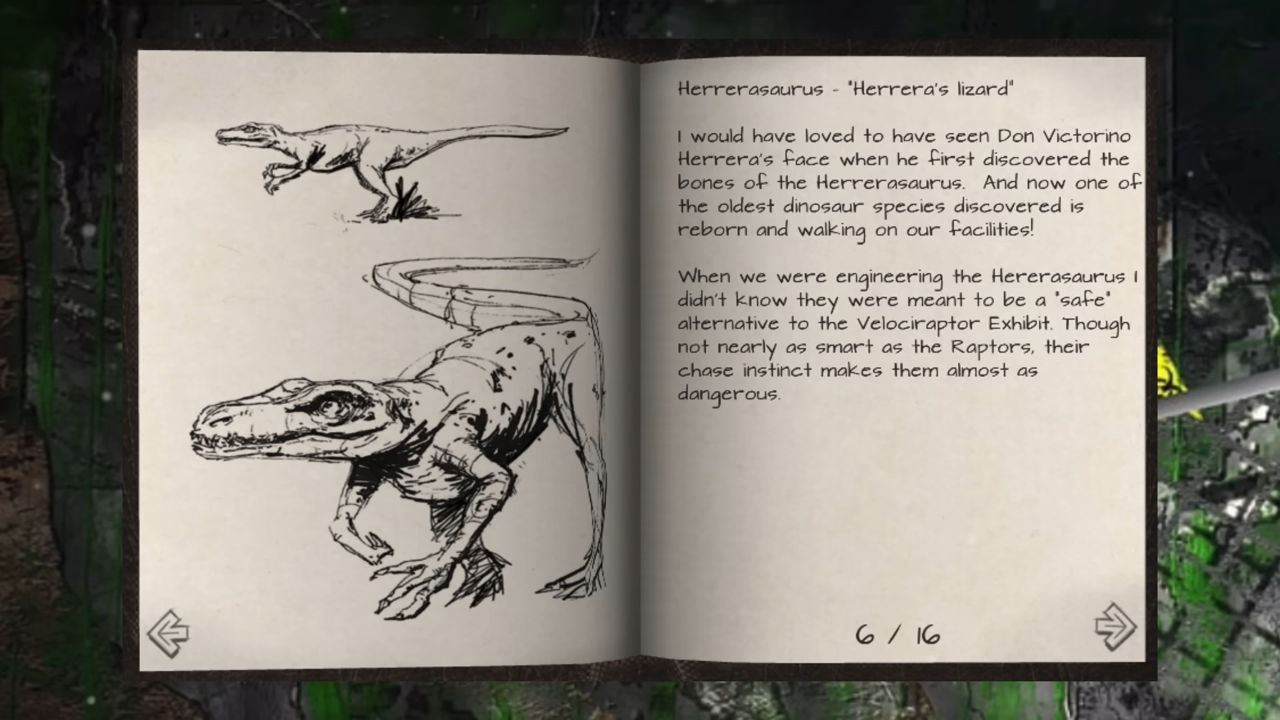 Herrerasaurus - "Herrera's lizard"
I would have loved to have seen Don Victorino
Herrera's face when he first discovered the
bones of the Herrerasaurus.  And now one of
the oldest dinosaur species discovered is
reborn and walking on our facilities!
When we were engineering the Hererasaurus I
didn't know they were meant to be a "safe"
alternative to the Velociraptor Exhibit. Though
not nearly as smart as the Raptors, their
chase instinct makes them almost as
dangerous.
6 / 16